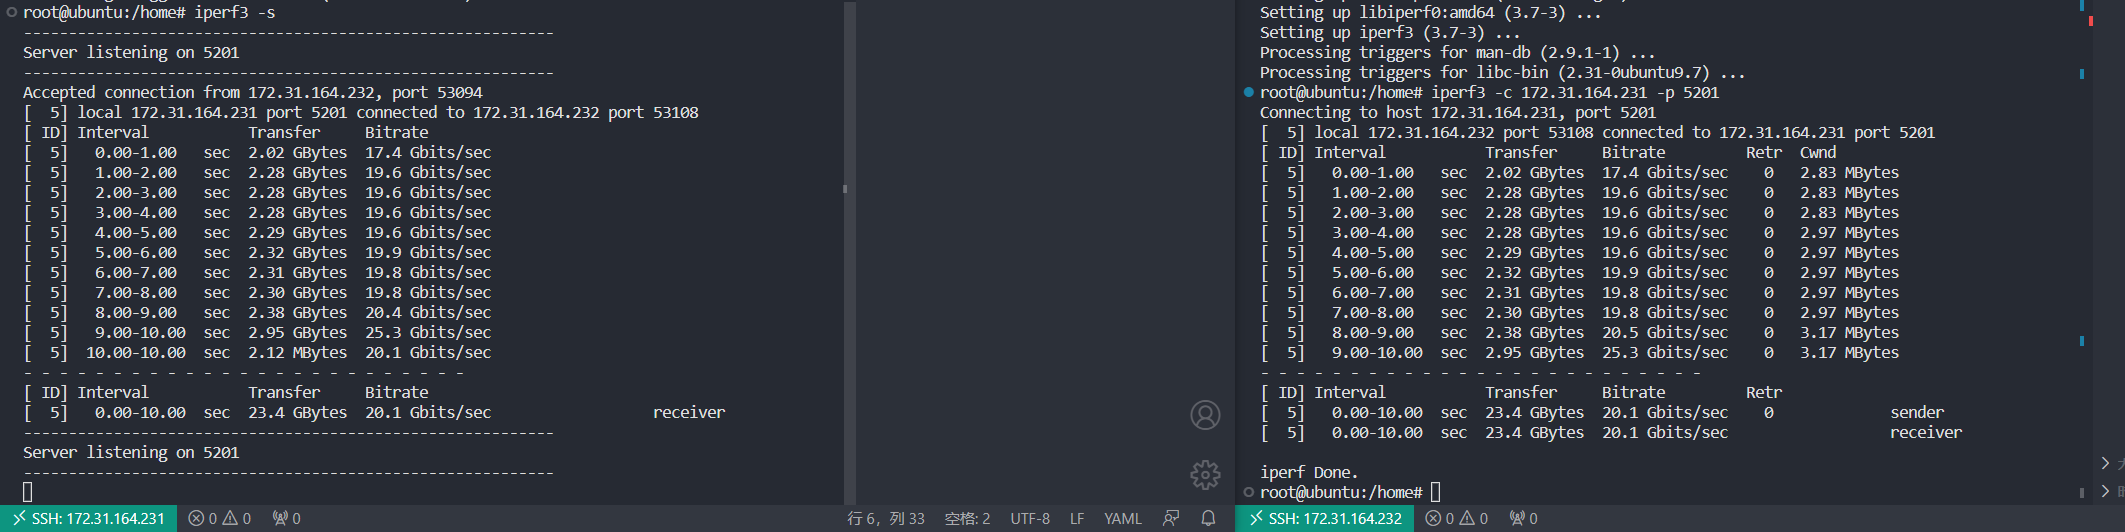 root@ubuntu:/home# iperf3 -s
-----------------------------------------------------------
Server listening on 5201
-----------------------------------------------------------
Accepted connection from 172.31.164.232, port 53094
[  5] local 172.31.164.231 port 5201 connected to 172.31.164.232 port 53108
[ ID] Interval           Transfer     Bitrate
[  5]   0.00-1.00   sec  2.02 GBytes  17.4 Gbits/sec
[  5]   1.00-2.00   sec  2.28 GBytes  19.6 Gbits/sec
[  5]   2.00-3.00   sec  2.28 GBytes  19.6 Gbits/sec
[  5]   3.00-4.00   sec  2.28 GBytes  19.6 Gbits/sec
[  5]   4.00-5.00   sec  2.29 GBytes  19.6 Gbits/sec
[  5]   5.00-6.00   sec  2.32 GBytes  19.9 Gbits/sec
[  5]   6.00-7.00   sec  2.31 GBytes  19.8 Gbits/sec
[  5]   7.00-8.00   sec  2.30 GBytes  19.8 Gbits/sec
[  5]   8.00-9.00   sec  2.38 GBytes  20.4 Gbits/sec
[  5]   9.00-10.00  sec  2.95 GBytes  25.3 Gbits/sec
[  5]  10.00-10.00  sec  2.12 MBytes  20.1 Gbits/sec
- - - - - - - - - - - - - - - - - - - - - - - - -
[ ID] Interval           Transfer     Bitrate
[  5]   0.00-10.00  sec  23.4 GBytes  20.1 Gbits/sec                  receiver
-----------------------------------------------------------
Server listening on 5201
-----------------------------------------------------------
SSH: 172.31.164.231 0 0 0 行 6, 列 33 空格: 2 UTF-8 LF YAML
Setting up libiperf0:amd64 (3.7-3) ...
Setting up iperf3 (3.7-3) ...
Processing triggers for man-db (2.9.1-1) ...
Processing triggers for libc-bin (2.31-0ubuntu9.7) ...
root@ubuntu:/home# iperf3 -c 172.31.164.231 -p 5201
Connecting to host 172.31.164.231, port 5201
[  5] local 172.31.164.232 port 53108 connected to 172.31.164.231 port 5201
[ ID] Interval           Transfer     Bitrate         Retr  Cwnd
[  5]   0.00-1.00   sec  2.02 GBytes  17.4 Gbits/sec    0   2.83 MBytes
[  5]   1.00-2.00   sec  2.28 GBytes  19.6 Gbits/sec    0   2.83 MBytes
[  5]   2.00-3.00   sec  2.28 GBytes  19.6 Gbits/sec    0   2.83 MBytes
[  5]   3.00-4.00   sec  2.28 GBytes  19.6 Gbits/sec    0   2.97 MBytes
[  5]   4.00-5.00   sec  2.29 GBytes  19.6 Gbits/sec    0   2.97 MBytes
[  5]   5.00-6.00   sec  2.32 GBytes  19.9 Gbits/sec    0   2.97 MBytes
[  5]   6.00-7.00   sec  2.31 GBytes  19.8 Gbits/sec    0   2.97 MBytes
[  5]   7.00-8.00   sec  2.30 GBytes  19.8 Gbits/sec    0   2.97 MBytes
[  5]   8.00-9.00   sec  2.38 GBytes  20.5 Gbits/sec    0   3.17 MBytes
[  5]   9.00-10.00  sec  2.95 GBytes  25.3 Gbits/sec    0   3.17 MBytes
- - - - - - - - - - - - - - - - - - - - - - - - -
[ ID] Interval           Transfer     Bitrate         Retr
[  5]   0.00-10.00  sec  23.4 GBytes  20.1 Gbits/sec    0             sender
[  5]   0.00-10.00  sec  23.4 GBytes  20.1 Gbits/sec                  receiver
iperf Done.
root@ubuntu:/home#
SSH: 172.31.164.232 0 0 0